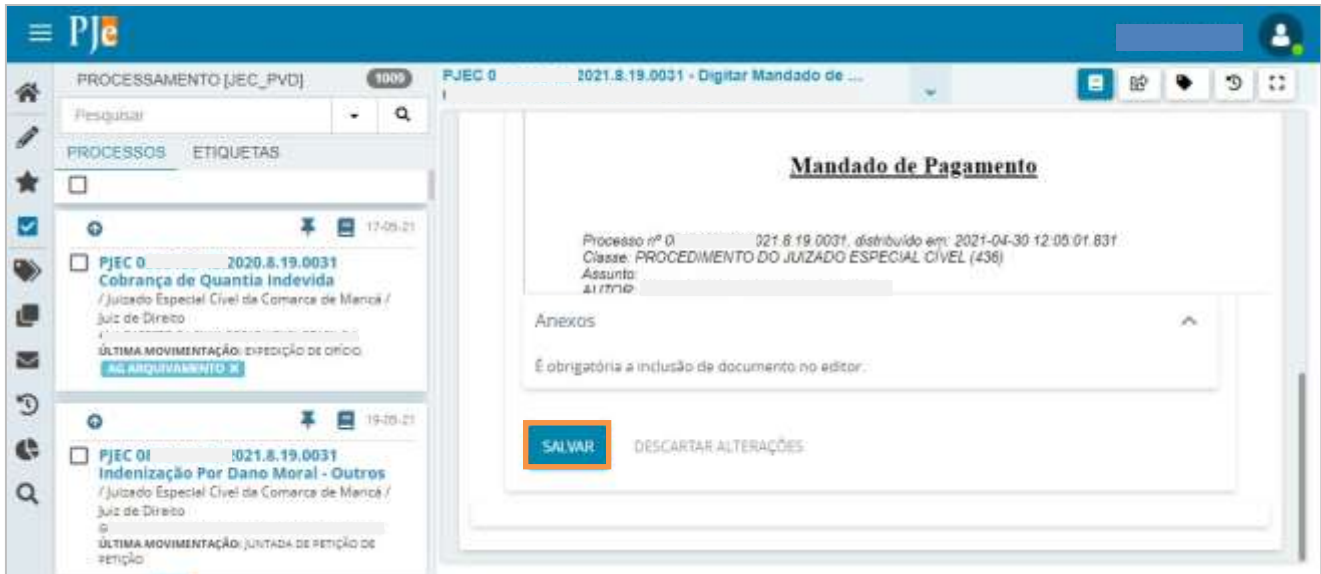 PJe
PROCESSAMENTO [JEC_PVD]
1009
Pesquisar
PROCESSOS
ETIQUETAS
17-05-21
PJEC 0 2020.8.19.0031
Cobrança de Quantia Indevida
/ Juizado Especial Cível da Comarca de Maricá /
Juiz de Direito
ÚLTIMA MOVIMENTAÇÃO: EXPEDIÇÃO DE OFÍCIO.
AG ARQUIVAMENTO X
19-05-21
PJEC 08 2021.8.19.0031
Indenização Por Dano Moral - Outros
/ Juizado Especial Cível da Comarca de Maricá /
Juiz de Direito
ÚLTIMA MOVIMENTAÇÃO: JUNTADA DE PETIÇÃO DE
PETIÇÃO
PJEC 0 2021.8.19.0031 - Digitar Mandado de ...
Mandado de Pagamento
Processo nº 0 021.8.19.0031, distribuído em: 2021-04-30 12:05:01.831
Classe: PROCEDIMENTO DO JUIZADO ESPECIAL CÍVEL (436)
Assunto:
AUTOR:
Anexos
É obrigatória a inclusão de documento no editor.
SALVAR
DESCARTAR ALTERAÇÕES